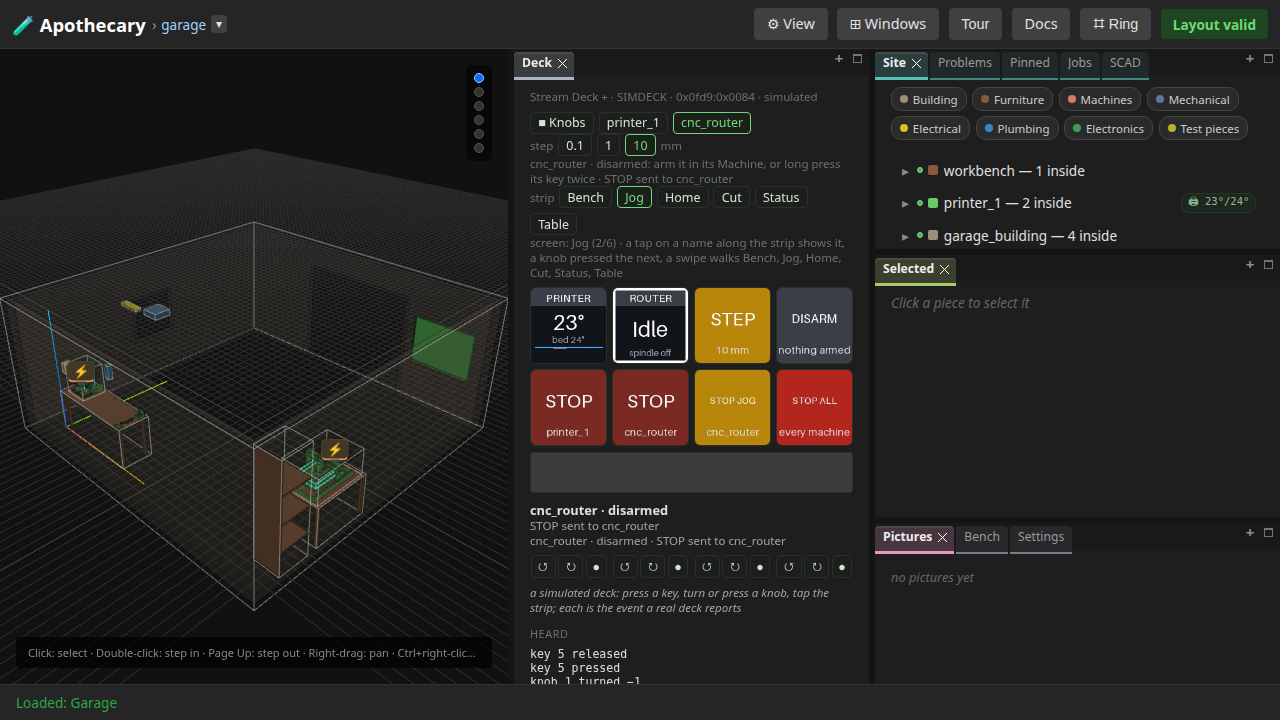 🧪 Apothecary › garage ▾
⚙ View
⊞ Windows
Tour
Docs
⌗ Ring
Layout valid
Deck
Stream Deck + · SIMDECK · 0x0fd9:0x0084 · simulated
■ Knobs
printer_1
cnc_router
step 0.1 1 10 mm
cnc_router · disarmed: arm it in its Machine, or long press
its key twice · STOP sent to cnc_router
strip Bench Jog Home Cut Status
Table
screen: Jog (2/6) · a tap on a name along the strip shows it,
a knob pressed the next, a swipe walks Bench, Jog, Home,
Cut, Status, Table
PRINTER
23°
bed 24°
ROUTER
Idle
spindle off
STEP
10 mm
DISARM
nothing armed
STOP
printer_1
STOP
cnc_router
STOP JOG
cnc_router
STOP ALL
every machine
cnc_router · disarmed
STOP sent to cnc_router
cnc_router · disarmed · STOP sent to cnc_router
a simulated deck: press a key, turn or press a knob, tap the
strip; each is the event a real deck reports
HEARD
key 5 released
key 5 pressed
knob 1 turned −1
Site
Problems
Pinned
Jobs
SCAD
Building
Furniture
Machines
Mechanical
Electrical
Plumbing
Electronics
Test pieces
workbench — 1 inside
printer_1 — 2 inside
23°/24°
garage_building — 4 inside
Selected
Click a piece to select it
Pictures
Bench
Settings
no pictures yet
Click: select · Double-click: step in · Page Up: step out · Right-drag: pan · Ctrl+right-clic...
Loaded: Garage